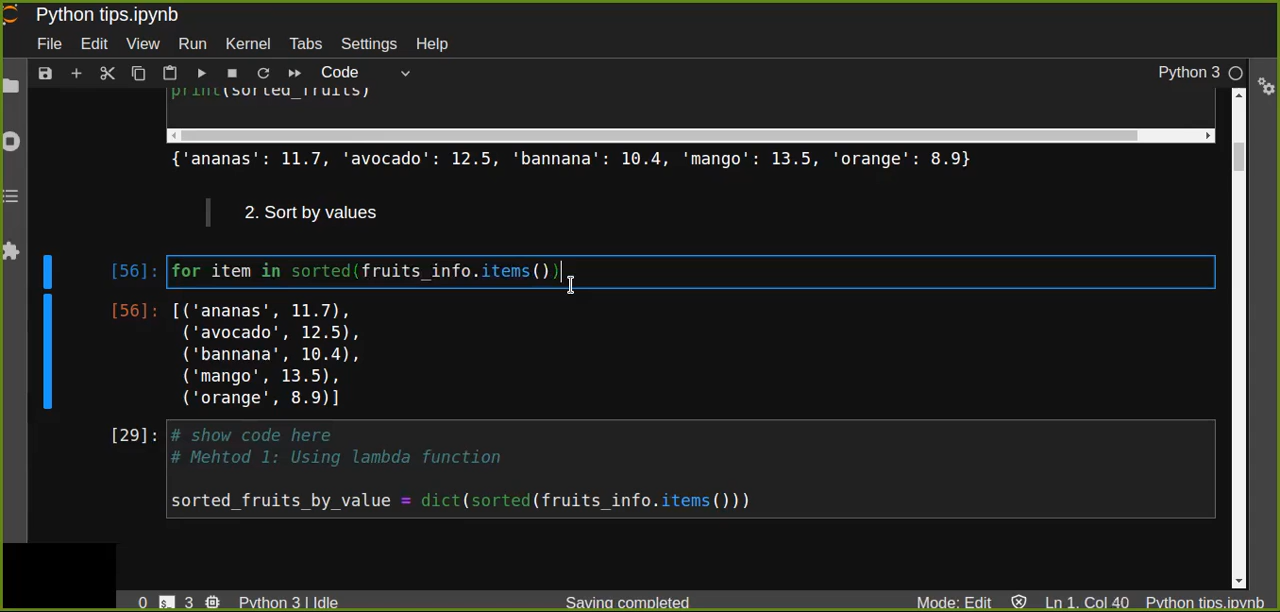 Python tips.ipynb
File Edit View Run Kernel Tabs Settings Help
Code Python 3
print(sorted_fruits)
{'ananas': 11.7, 'avocado': 12.5, 'bannana': 10.4, 'mango': 13.5, 'orange': 8.9}
2. Sort by values
[56]: for item in sorted(fruits_info.items())
[56]: [('ananas', 11.7),
('avocado', 12.5),
('bannana', 10.4),
('mango', 13.5),
('orange', 8.9)]
[29]: # show code here
# Mehtod 1: Using lambda function
sorted_fruits_by_value = dict(sorted(fruits_info.items()))
0 $_ 3 Python 3 | Idle Saving completed Mode: Edit Ln 1, Col 40 Python tips.ipynb